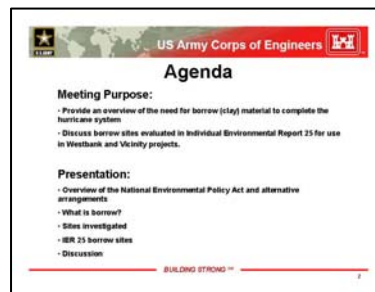 US Army Corps of Engineers
Agenda
Meeting Purpose:
• Provide an overview of the need for borrow (clay) material to complete the
hurricane system
• Discuss borrow sites evaluated in Individual Environmental Report 25 for use
in Westbank and Vicinity projects.
Presentation:
• Overview of the National Environmental Policy Act and alternative
arrangements
• What is borrow?
• Sites investigated
• IER 25 borrow sites
• Discussion
BUILDING STRONG